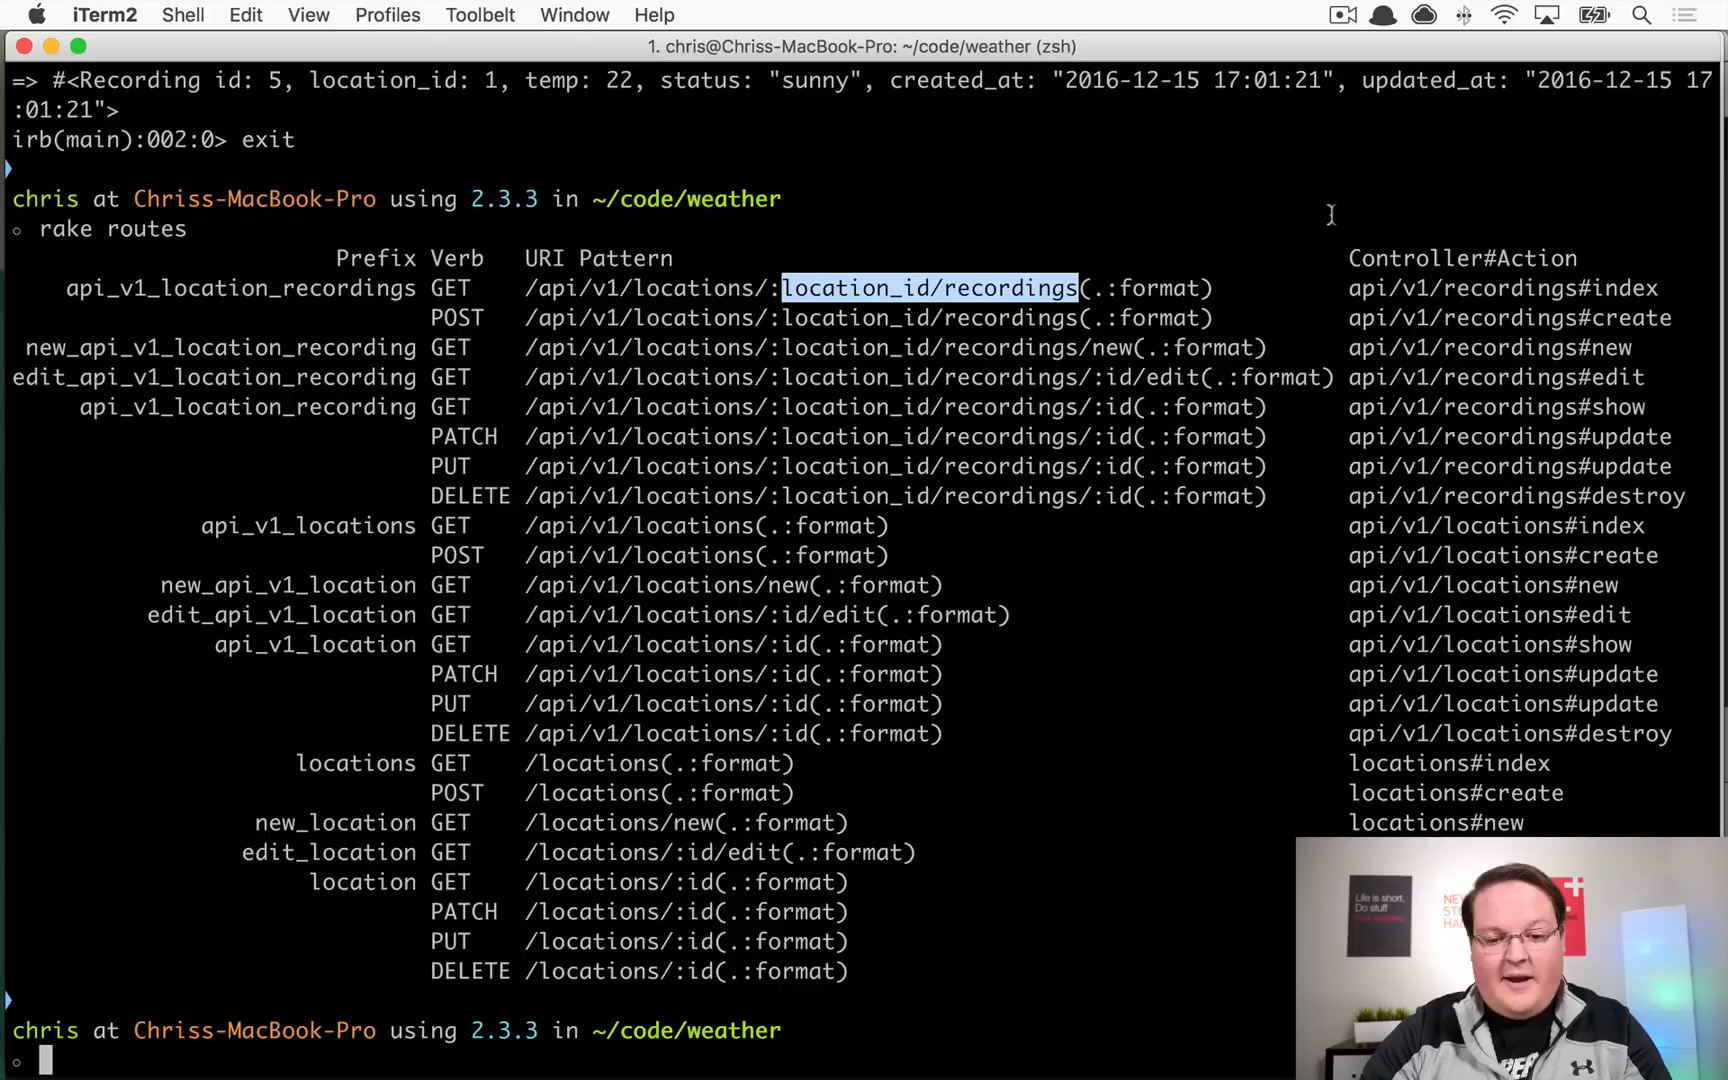 iTerm2 Shell Edit View Profiles Toolbelt Window Help
1. chris@Chriss-MacBook-Pro: ~/code/weather (zsh)
=> #<Recording id: 5, location_id: 1, temp: 22, status: "sunny", created_at: "2016-12-15 17:01:21", updated_at: "2016-12-15 17
:01:21">
irb(main):002:0> exit
chris at Chriss-MacBook-Pro using 2.3.3 in ~/code/weather
rake routes
Prefix Verb URI Pattern Controller#Action
api_v1_location_recordings GET /api/v1/locations/:location_id/recordings(.:format) api/v1/recordings#index
POST /api/v1/locations/:location_id/recordings(.:format) api/v1/recordings#create
new_api_v1_location_recording GET /api/v1/locations/:location_id/recordings/new(.:format) api/v1/recordings#new
edit_api_v1_location_recording GET /api/v1/locations/:location_id/recordings/:id/edit(.:format) api/v1/recordings#edit
api_v1_location_recording GET /api/v1/locations/:location_id/recordings/:id(.:format) api/v1/recordings#show
PATCH /api/v1/locations/:location_id/recordings/:id(.:format) api/v1/recordings#update
PUT /api/v1/locations/:location_id/recordings/:id(.:format) api/v1/recordings#update
DELETE /api/v1/locations/:location_id/recordings/:id(.:format) api/v1/recordings#destroy
api_v1_locations GET /api/v1/locations(.:format) api/v1/locations#index
POST /api/v1/locations(.:format) api/v1/locations#create
new_api_v1_location GET /api/v1/locations/new(.:format) api/v1/locations#new
edit_api_v1_location GET /api/v1/locations/:id/edit(.:format) api/v1/locations#edit
api_v1_location GET /api/v1/locations/:id(.:format) api/v1/locations#show
PATCH /api/v1/locations/:id(.:format) api/v1/locations#update
PUT /api/v1/locations/:id(.:format) api/v1/locations#update
DELETE /api/v1/locations/:id(.:format) api/v1/locations#destroy
locations GET /locations(.:format) locations#index
POST /locations(.:format) locations#create
new_location GET /locations/new(.:format) locations#new
edit_location GET /locations/:id/edit(.:format)
location GET /locations/:id(.:format)
PATCH /locations/:id(.:format)
PUT /locations/:id(.:format)
DELETE /locations/:id(.:format)
chris at Chriss-MacBook-Pro using 2.3.3 in ~/code/weather
Life is short.
Do stuff